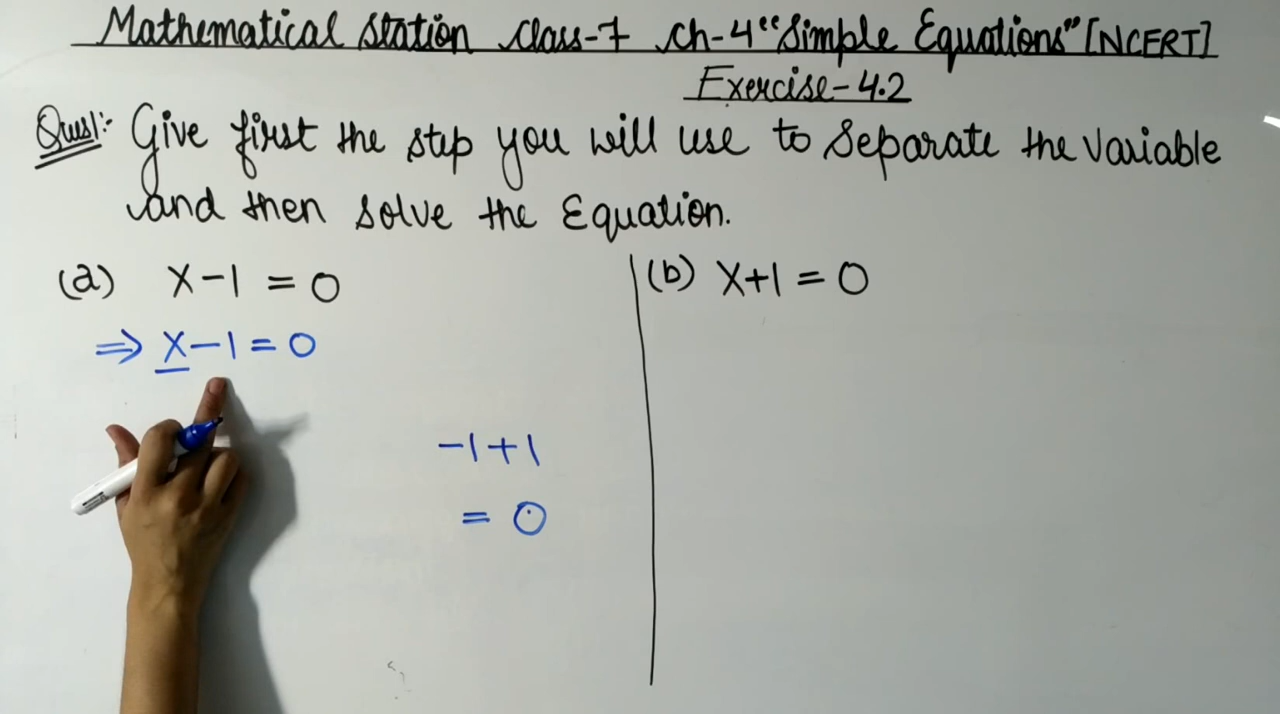 Mathematical Station Class-7 Ch-4 "Simple Equations" [NCERT]
Exercise-4.2
Ques1:- Give first the step you will use to separate the variable
and then solve the Equation.
(a) x-1 = 0
⇒ x-1 = 0
-1+1
= 0
(b) x+1 = 0